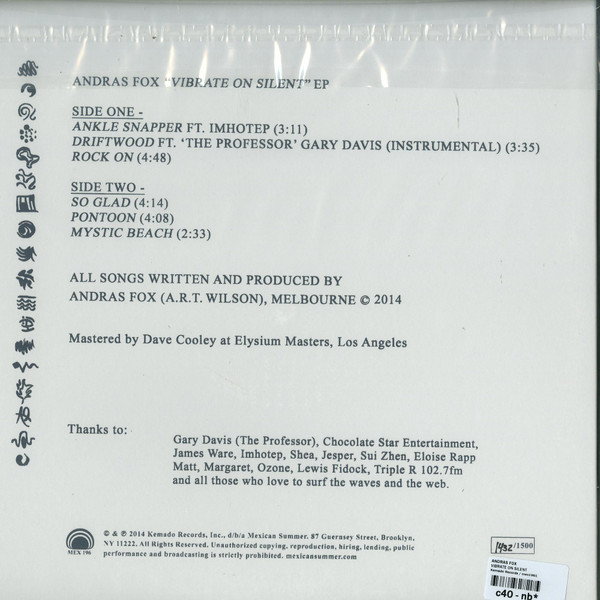 ANDRAS FOX "VIBRATE ON SILENT" EP
SIDE ONE -
ANKLE SNAPPER FT. IMHOTEP (3:11)
DRIFTWOOD FT. 'THE PROFESSOR' GARY DAVIS (INSTRUMENTAL) (3:35)
ROCK ON (4:48)
SIDE TWO -
SO GLAD (4:14)
PONTOON (4:08)
MYSTIC BEACH (2:33)
ALL SONGS WRITTEN AND PRODUCED BY
ANDRAS FOX (A.R.T. WILSON), MELBOURNE © 2014
Mastered by Dave Cooley at Elysium Masters, Los Angeles
Thanks to:
Gary Davis (The Professor), Chocolate Star Entertainment,
James Ware, Imhotep, Shea, Jesper, Sui Zhen, Eloise Rapp
Matt, Margaret, Ozone, Lewis Fidock, Triple R 102.7fm
and all those who love to surf the waves and the web.
© & ℗ 2014 Kemado Records, Inc., d/b/a Mexican Summer. 87 Guernsey Street, Brooklyn,
NY 11222. All Rights Reserved. Unauthorized copying, reproduction, hiring, lending, public
performance and broadcasting is strictly prohibited. mexicansummer.com
MEX 196
1432/1500
ANDRAS FOX
VIBRATE ON SILENT
Kemado Records /
c40 - nb*